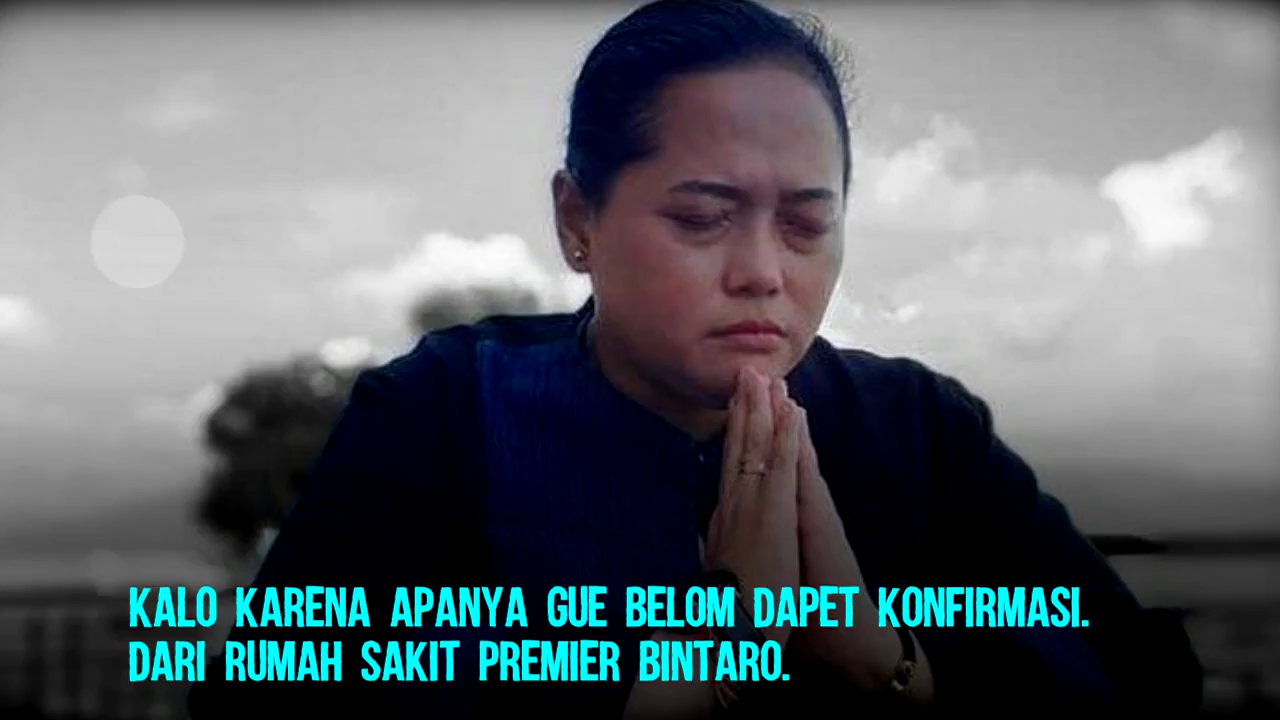 KALO KARENA APANYA GUE BELOM DAPET KONFIRMASI.
DARI RUMAH SAKIT PREMIER BINTARO.